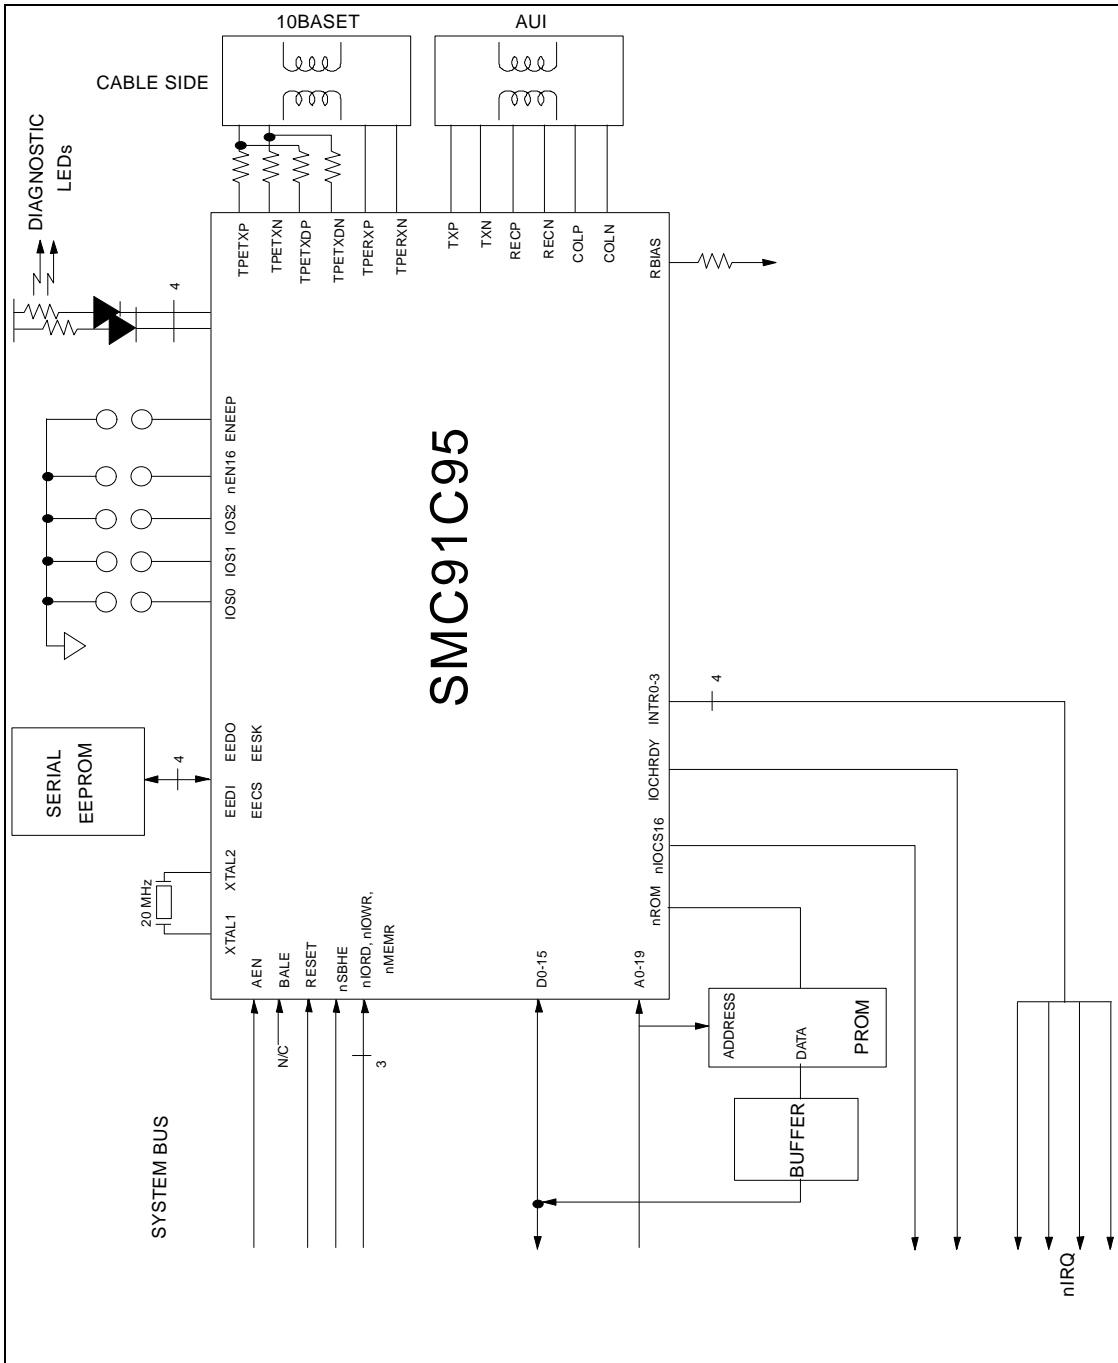 10BASET
AUI
CABLE SIDE
DIAGNOSTIC
LEDs
4
TPETXP
TPETXN
TPETXDP
TPETXDN
TPERXP
TPERXN
TXP
TXN
RECP
RECN
COLP
COLN
RBIAS
ENEEP
nEN16
IOS2
IOS1
IOS0
SMC91C95
SERIAL
EEPROM
4
EEDO
EESK
EEDI
EECS
20 MHz
XTAL2
XTAL1
AEN
BALE
RESET
nSBHE
nIORD, nIOWR,
nMEMR
D0-15
A0-19
nROM
nIOCS16
IOCHRDY
INTR0-3
4
N/C
3
ADDRESS
DATA
PROM
BUFFER
SYSTEM BUS
nIRQ